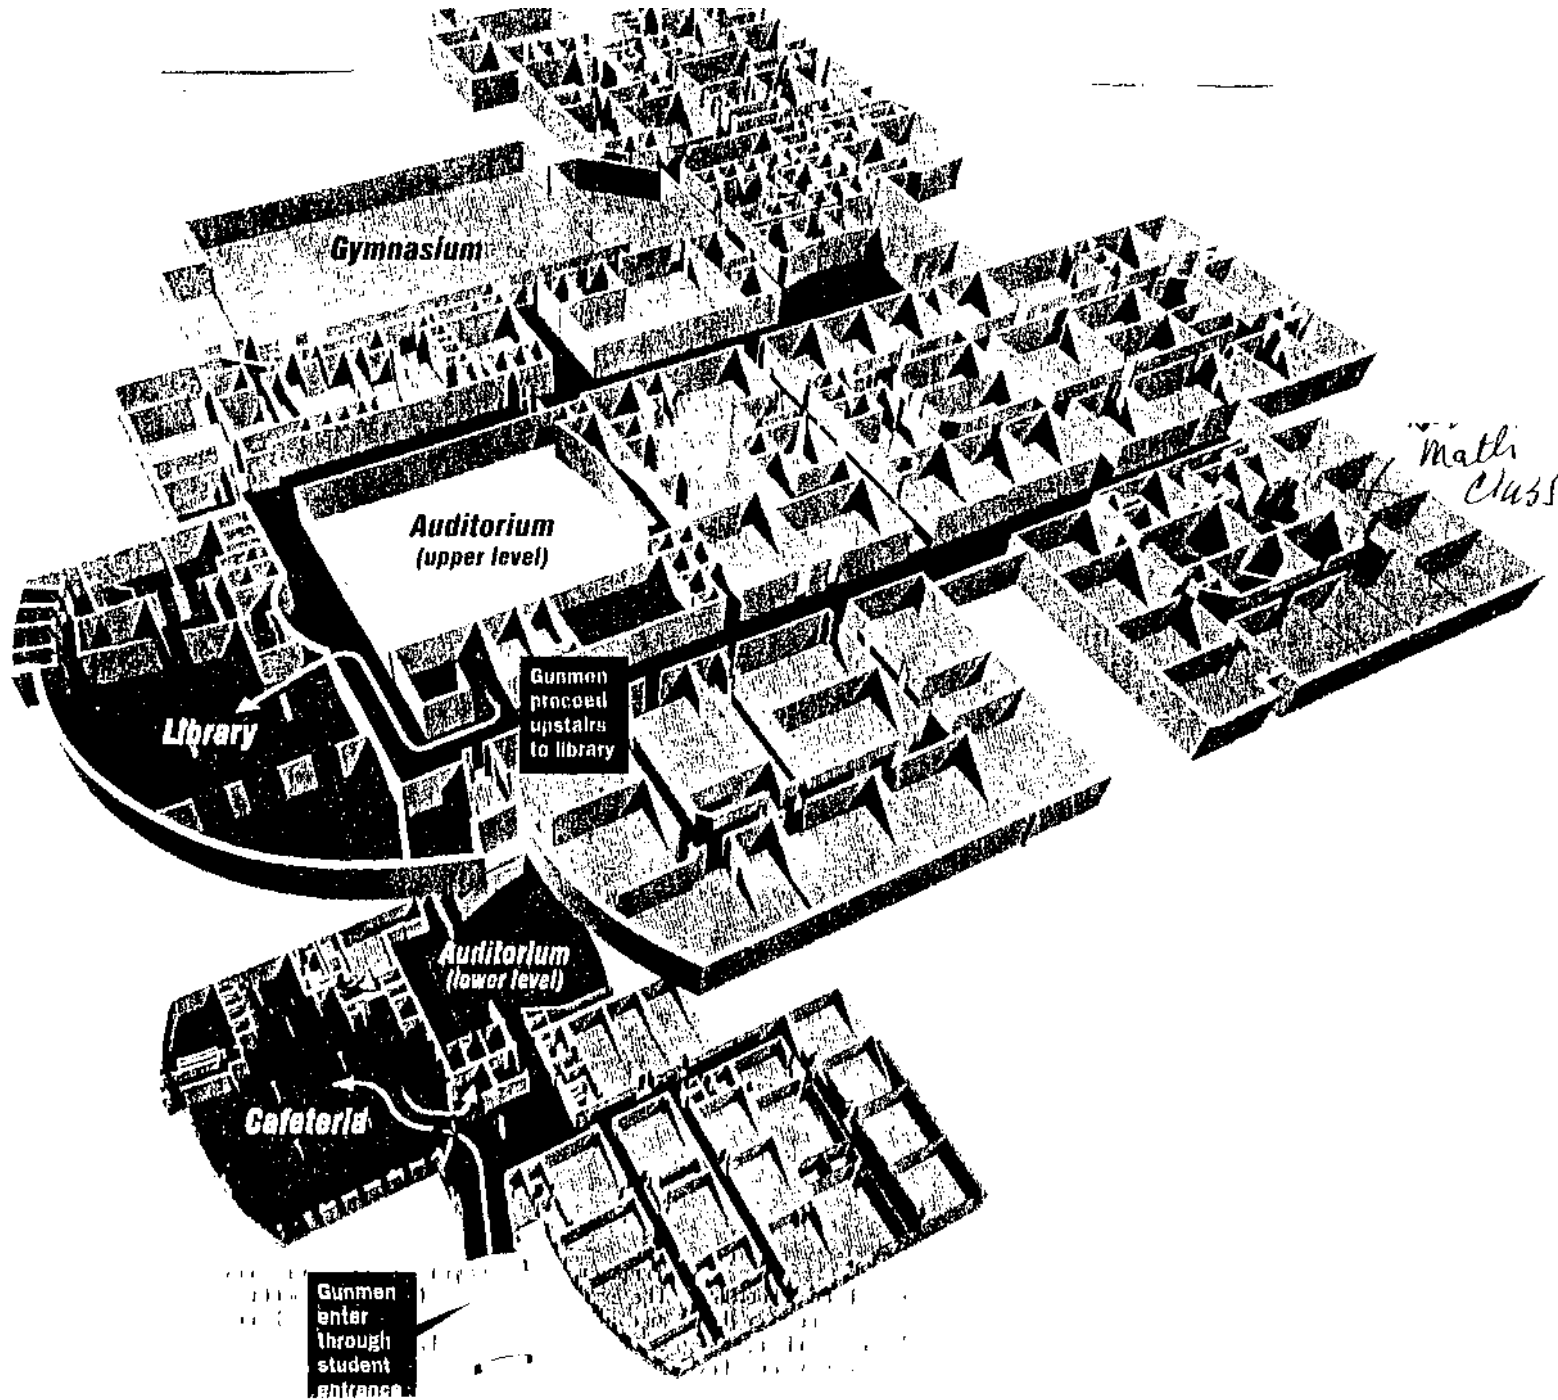 Gymnasium
Math
Class
Auditorium
(upper level)
Gunmen
proceed
upstairs
to library
Library
Auditorium
(lower level)
Cafeteria
Gunmen
enter
through
student
entrance